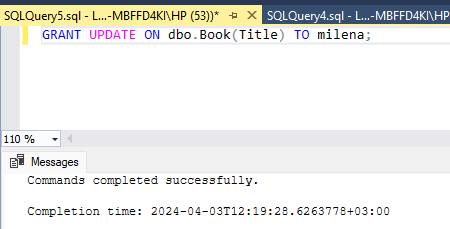 SQLQuery5.sql - L...-MBFFD4KI\HP (53))*
SQLQuery4.sql - L...-MBFFD4KI\HP
GRANT UPDATE ON dbo.Book(Title) TO milena;
110 %
Messages
Commands completed successfully.
Completion time: 2024-04-03T12:19:28.6263778+03:00